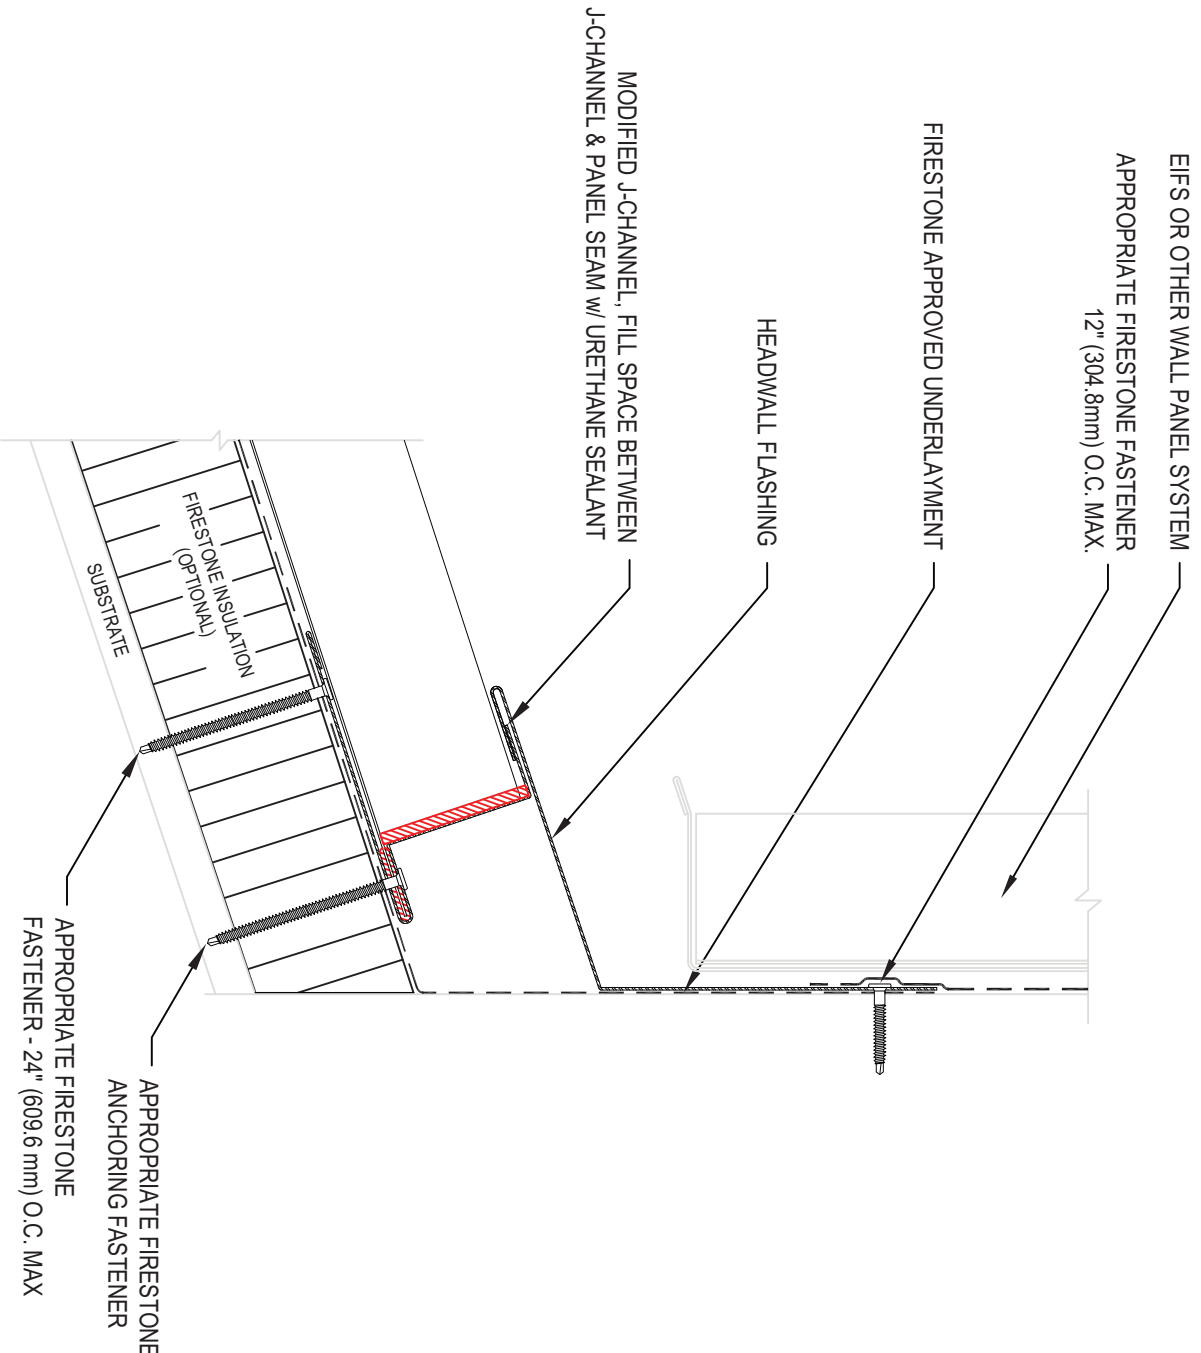 EIFS OR OTHER WALL PANEL SYSTEM
APPROPRIATE FIRESTONE FASTENER
12" (304.8mm) O.C. MAX.
FIRESTONE APPROVED UNDERLAYMENT
HEADWALL FLASHING
MODIFIED J-CHANNEL, FILL SPACE BETWEEN
J-CHANNEL & PANEL SEAM w/ URETHANE SEALANT
FIRESTONE INSULATION
(OPTIONAL)
SUBSTRATE
APPROPRIATE FIRESTONE
ANCHORING FASTENER
APPROPRIATE FIRESTONE
FASTENER - 24" (609.6 mm) O.C. MAX